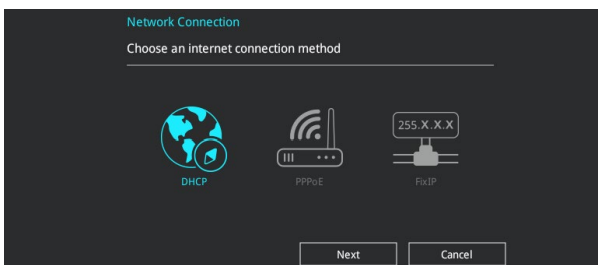 Network Connection
Choose an internet connection method
255.X.X.X
DHCP
PPPoE
FixIP
Next
Cancel